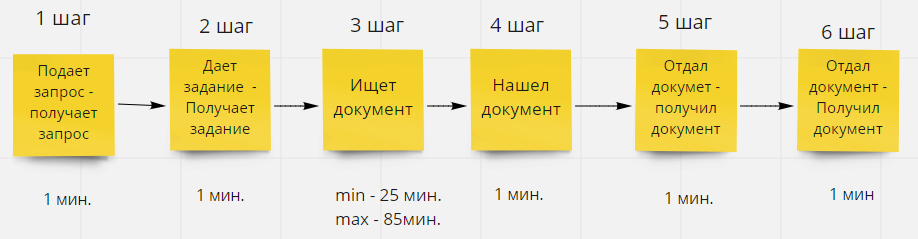 1 шаг
2 шаг
3 шаг
4 шаг
5 шаг
6 шаг
Подает
запрос -
получает
запрос
Дает
задание -
Получает
задание
Ищет
документ
Нашел
документ
Отдал
докумет -
получил
документ
Отдал
документ -
Получил
документ
1 мин.
1 мин.
min - 25 мин.
max - 85мин.
1 мин.
1 мин.
1 мин